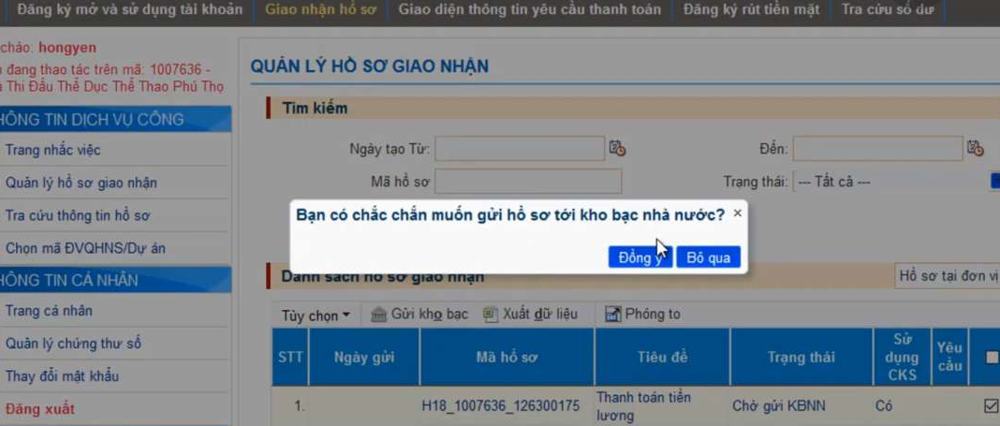 Đăng ký mở và sử dụng tài khoản Giao nhận hồ sơ Giao diện thông tin yêu cầu thanh toán Đăng ký rút tiền mặt Tra cứu số dư
chào: hongyen
đang thao tác trên mã: 1007636 -
Thi Đấu Thể Dục Thể Thao Phú Thọ
HÔNG TIN DỊCH VỤ CÔNG
Trang nhắc việc
Quản lý hồ sơ giao nhận
Tra cứu thông tin hồ sơ
Chọn mã ĐVQHNS/Dự án
HÔNG TIN CÁ NHÂN
Trang cá nhân
Quản lý chứng thư số
Thay đổi mật khẩu
Đăng xuất
QUẢN LÝ HỒ SƠ GIAO NHẬN
Tìm kiếm
Ngày tạo Từ: Đến:
Mã hồ sơ Trạng thái: --- Tất cả ---
Bạn có chắc chắn muốn gửi hồ sơ tới kho bạc nhà nước? ×
Đồng ý Bỏ qua
Danh sách hồ sơ giao nhận Hồ sơ tại đơn vị
Tùy chọn Gửi kho bạc Xuất dữ liệu Phóng to
STT Ngày gửi Mã hồ sơ Tiêu đề Trạng thái Sử dụng CKS Yêu cầu
1. H18_1007636_126300175 Thanh toán tiền lương Chờ gửi KBNN Có